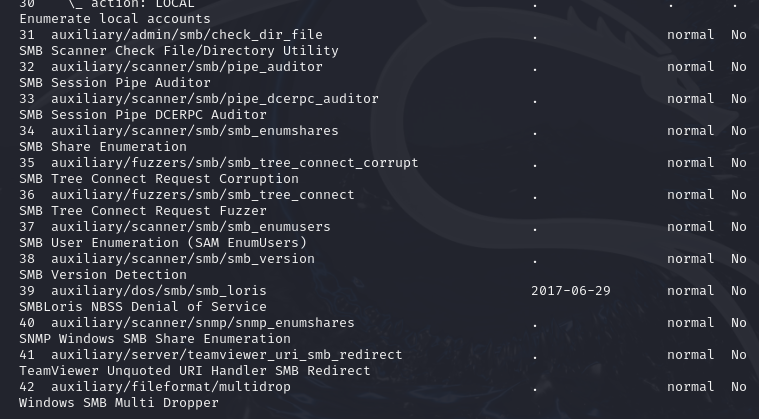 30    \_ action: LOCAL                                           .                .       .
Enumerate local accounts
31  auxiliary/admin/smb/check_dir_file                           .                normal  No
SMB Scanner Check File/Directory Utility
32  auxiliary/scanner/smb/pipe_auditor                           .                normal  No
SMB Session Pipe Auditor
33  auxiliary/scanner/smb/pipe_dcerpc_auditor                    .                normal  No
SMB Session Pipe DCERPC Auditor
34  auxiliary/scanner/smb/smb_enumshares                         .                normal  No
SMB Share Enumeration
35  auxiliary/fuzzers/smb/smb_tree_connect_corrupt               .                normal  No
SMB Tree Connect Request Corruption
36  auxiliary/fuzzers/smb/smb_tree_connect                       .                normal  No
SMB Tree Connect Request Fuzzer
37  auxiliary/scanner/smb/smb_enumusers                          .                normal  No
SMB User Enumeration (SAM EnumUsers)
38  auxiliary/scanner/smb/smb_version                            .                normal  No
SMB Version Detection
39  auxiliary/dos/smb/smb_loris                                  2017-06-29       normal  No
SMBLoris NBSS Denial of Service
40  auxiliary/scanner/snmp/snmp_enumshares                       .                normal  No
SNMP Windows SMB Share Enumeration
41  auxiliary/server/teamviewer_uri_smb_redirect                 .                normal  No
TeamViewer Unquoted URI Handler SMB Redirect
42  auxiliary/fileformat/multidrop                               .                normal  No
Windows SMB Multi Dropper